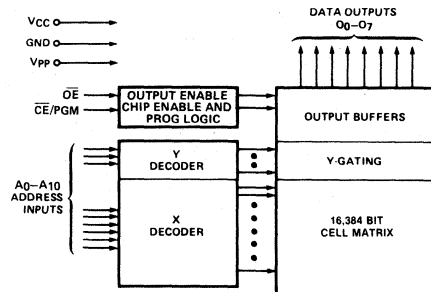 DATA OUTPUTS
O0–O7
VCC
GND
VPP
OE
CE/PGM
OUTPUT ENABLE
CHIP ENABLE AND
PROG LOGIC
OUTPUT BUFFERS
Y
DECODER
Y-GATING
A0–A10
ADDRESS
INPUTS
X
DECODER
16,384 BIT
CELL MATRIX